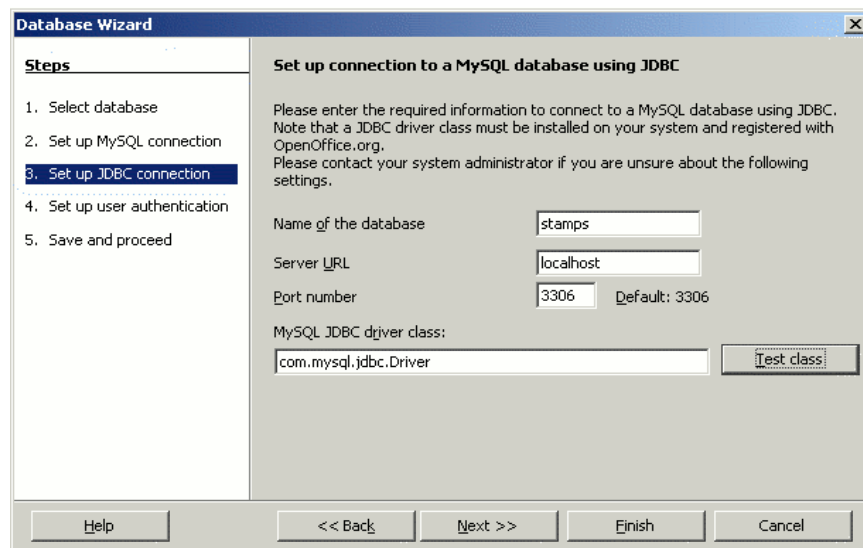 Database Wizard
Steps
1. Select database
2. Set up MySQL connection
3. Set up JDBC connection
4. Set up user authentication
5. Save and proceed
Set up connection to a MySQL database using JDBC
Please enter the required information to connect to a MySQL database using JDBC.
Note that a JDBC driver class must be installed on your system and registered with
OpenOffice.org.
Please contact your system administrator if you are unsure about the following
settings.
Name of the database stamps
Server URL localhost
Port number 3306 Default: 3306
MySQL JDBC driver class:
com.mysql.jdbc.Driver Test class
Help << Back Next >> Finish Cancel